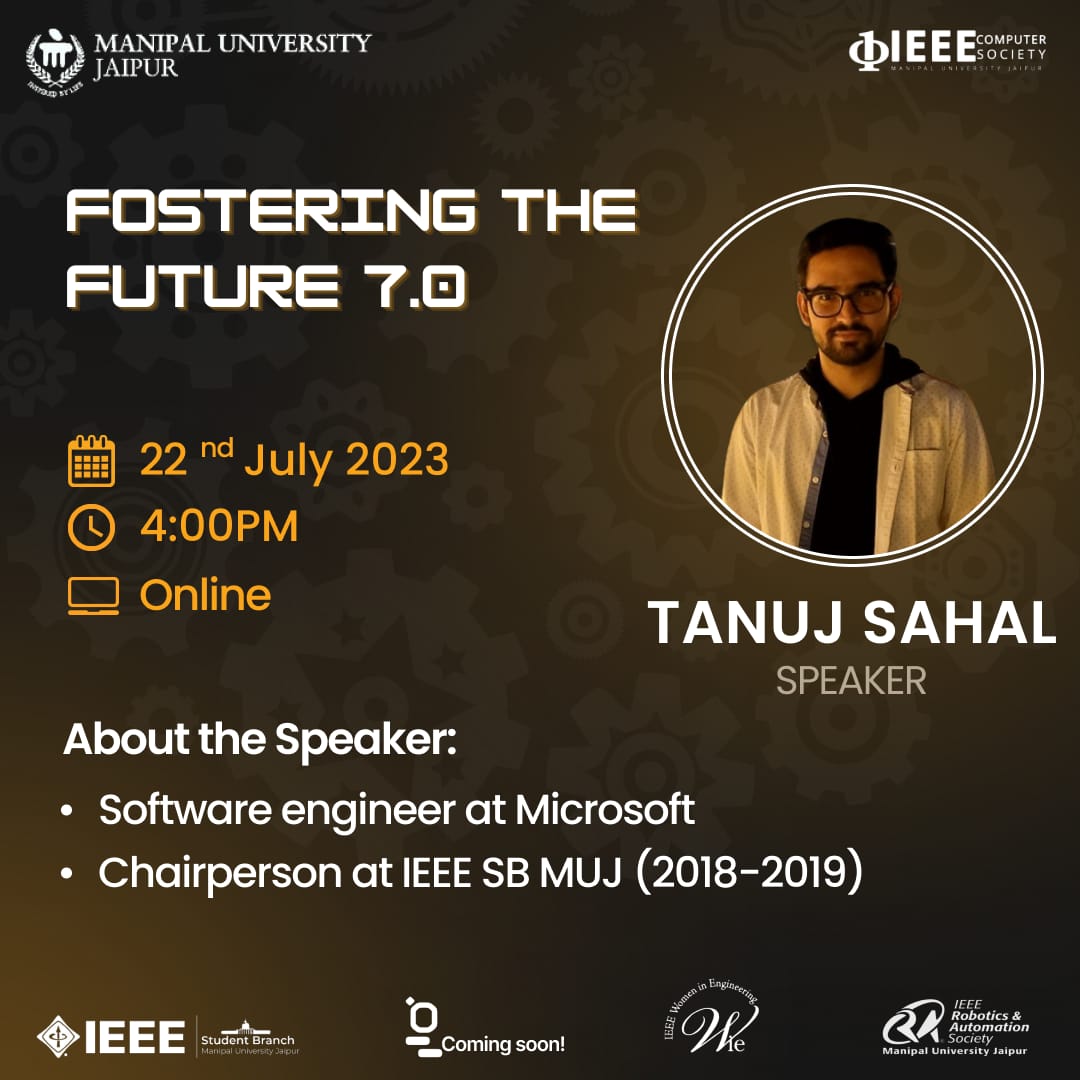 MANIPAL UNIVERSITY
JAIPUR
INSPIRED BY LIFE
IEEE COMPUTER
SOCIETY
MANIPAL UNIVERSITY JAIPUR
FOSTERING THE
FUTURE 7.0
22 nd July 2023
4:00PM
Online
TANUJ SAHAL
SPEAKER
About the Speaker:
• Software engineer at Microsoft
• Chairperson at IEEE SB MUJ (2018-2019)
IEEE Student Branch
Manipal University Jaipur
g Coming soon!
IEEE Women in Engineering
WIe
IEEE
Robotics &
Automation
Society
Manipal University Jaipur